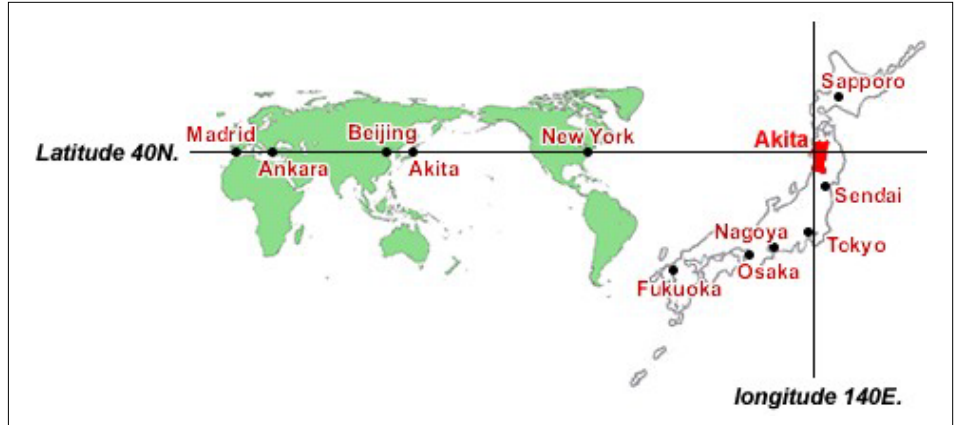 Sapporo
Madrid
Beijing
New York
Akita
Latitude 40N.
Ankara
Akita
Sendai
Nagoya
Tokyo
Osaka
Fukuoka
longitude 140E.